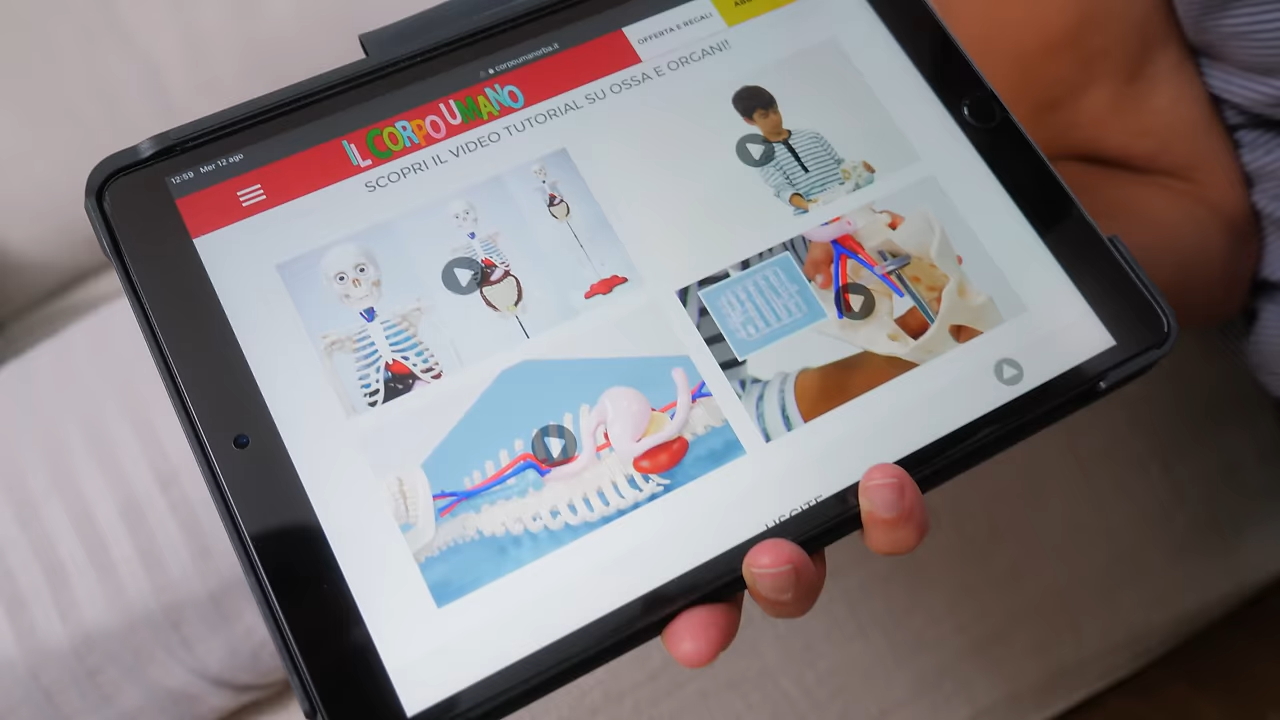 12:59 Mer 12 ago
corpoumanorba.it
IL CORPO UMANO
OFFERTA E REGALI
SCOPRI IL VIDEO TUTORIAL SU OSSA E ORGANI!
USCITE